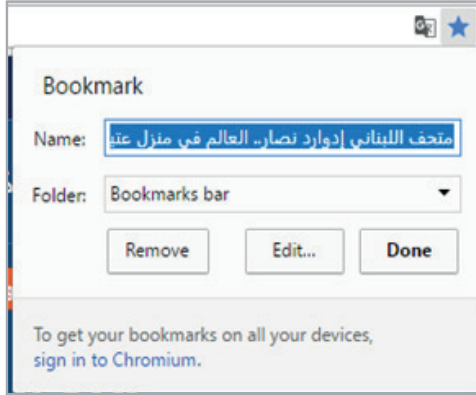 Bookmark
Name: متحف اللبناني إدوارد نصار.. العالم في منزل عتي
Folder: Bookmarks bar
Remove Edit... Done
To get your bookmarks on all your devices,
sign in to Chromium.